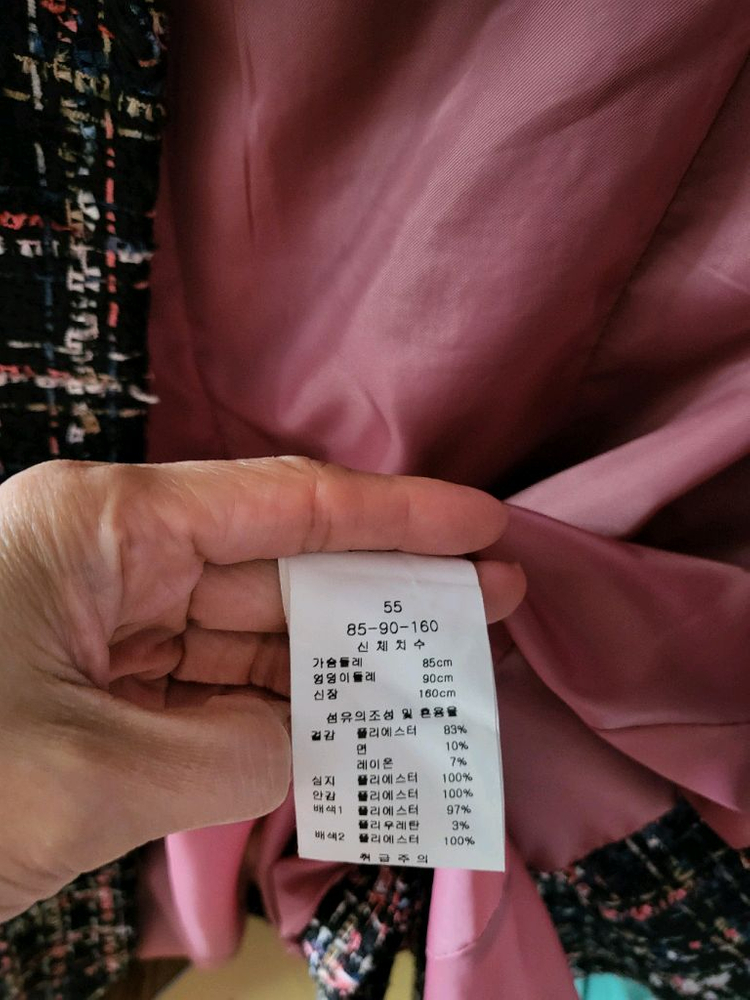 55
85-90-160
신 체 치 수
가슴둘레 85cm
엉덩이둘레 90cm
신장 160cm
섬유의조성 및 혼용율
겉감 폴리에스터 83%
면 10%
레이온 7%
심지 폴리에스터 100%
안감 폴리에스터 100%
배색1 폴리에스터 97%
폴리우레탄 3%
배색2 폴리에스터 100%
취 급 주 의